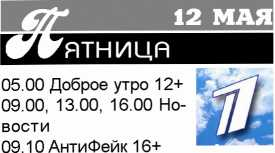 12 МАЯ
Пятница
05.00 Доброе утро 12+
09.00, 13.00, 16.00 Но-
вости
09.10 АнтиФейк 16+
1